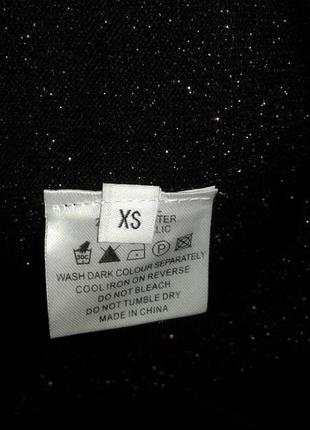 XS
30C
P
WASH DARK COLOUR SEPARATELY
COOL IRON ON REVERSE
DO NOT BLEACH
DO NOT TUMBLE DRY
MADE IN CHINA